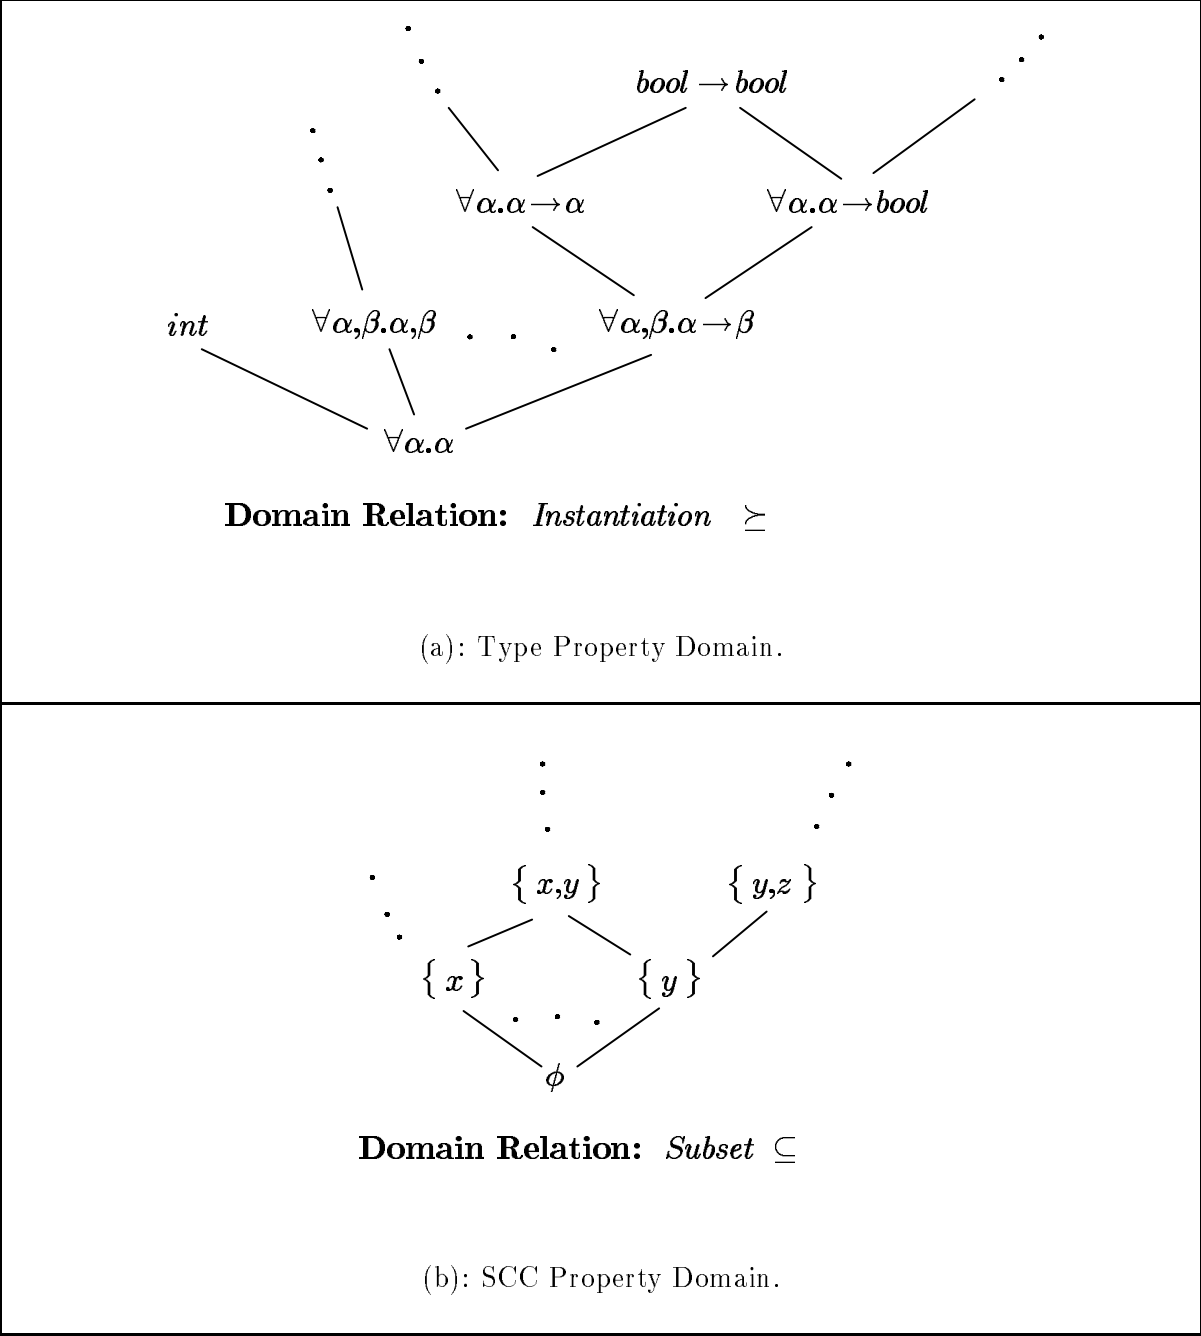 bool → bool
∀α.α→α ∀α.α→bool
int ∀α,β.α,β ∀α,β.α→β
∀α.α
Domain Relation: Instantiation ⪰
(a): Type Property Domain.
{ x,y } { y,z }
{ x } { y }
ϕ
Domain Relation: Subset ⊆
(b): SCC Property Domain.